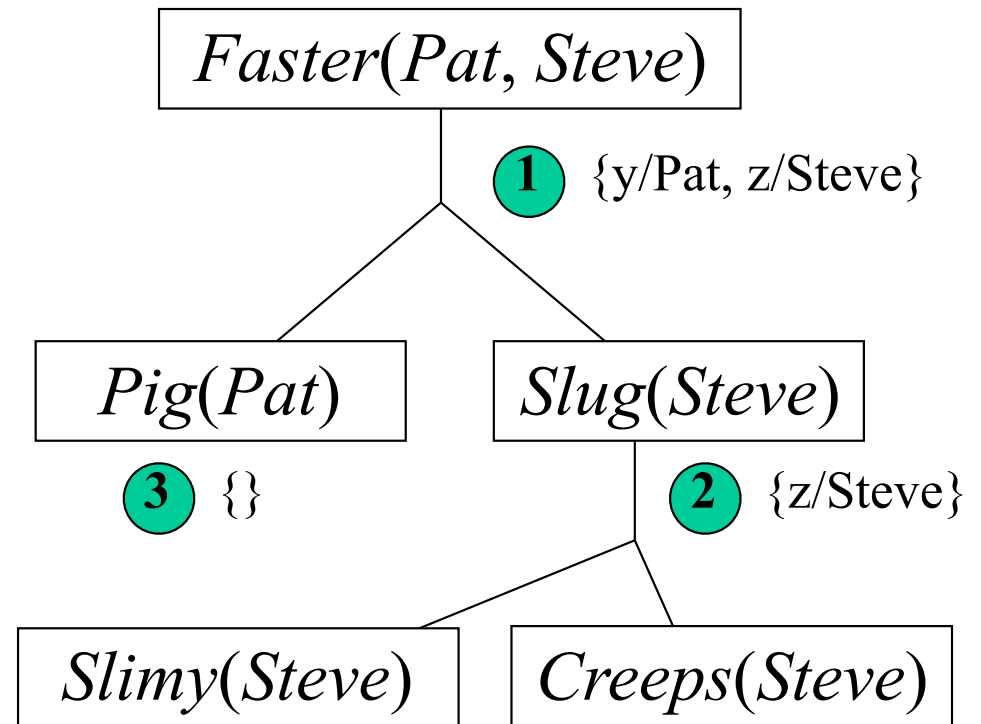 Faster(Pat, Steve)
1 {y/Pat, z/Steve}
Pig(Pat) Slug(Steve)
3 {} 2 {z/Steve}
Slimy(Steve) Creeps(Steve)